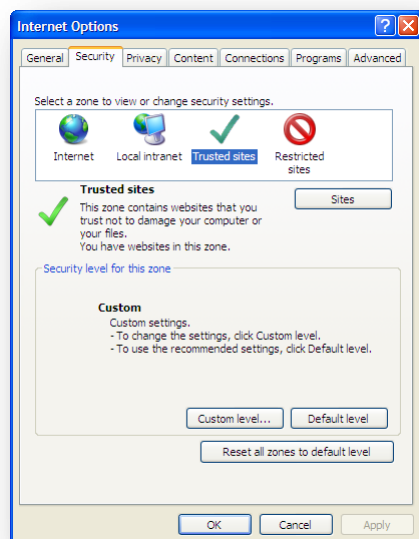 Internet Options
General Security Privacy Content Connections Programs Advanced
Select a zone to view or change security settings.
Internet Local intranet Trusted sites Restricted
sites
Trusted sites
Sites
This zone contains websites that you
trust not to damage your computer or
your files.
You have websites in this zone.
Security level for this zone
Custom
Custom settings.
- To change the settings, click Custom level.
- To use the recommended settings, click Default level.
Custom level... Default level
Reset all zones to default level
OK Cancel Apply